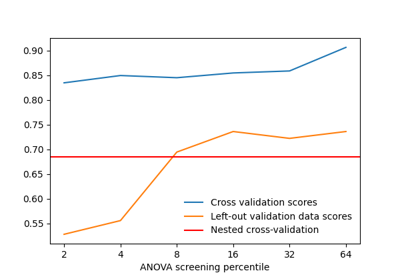 0.90
0.85
0.80
0.75
0.70
0.65
0.60
0.55
Cross validation scores
Left-out validation data scores
Nested cross-validation
2 4 8 16 32 64
ANOVA screening percentile